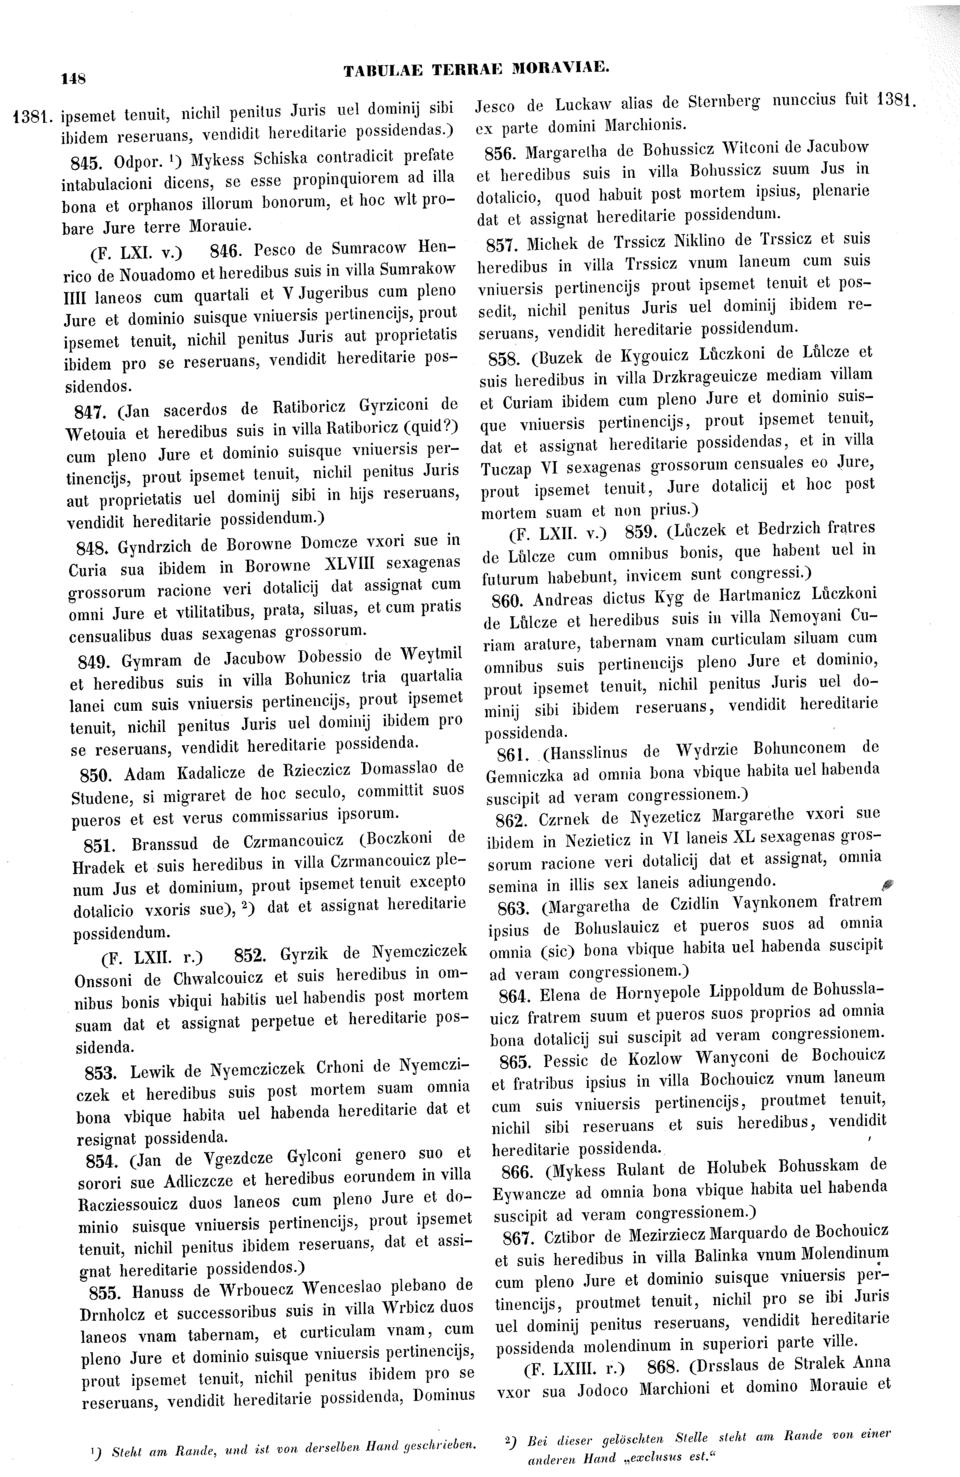 148
TABULAE TERRAE MORAVIAE.
1381. ipsemet tenuit, nichil penitus Juris uel dominij sibi
ibidem reseruans, vendidit hereditarie possidendas.)
845. Odpor. ¹) Mykess Schiska contradicit prefate
intabulacioni dicens, se esse propinquiorem ad illa
bona et orphanos illorum bonorum, et hoc wlt pro-
bare Jure terre Morauie.
(F. LXI. v.) 846. Pesco de Sumracow Hen-
rico de Nouadomo et heredibus suis in villa Sumrakow
IIII laneos cum quartali et V Jugeribus cum pleno
Jure et dominio suisque vniuersis pertinencijs, prout
ipsemet tenuit, nichil penitus Juris aut proprietatis
ibidem pro se reseruans, vendidit hereditarie pos-
sidendos.
847. (Jan sacerdos de Ratiboricz Gyrziconi de
Wetouia et heredibus suis in villa Ratiboricz (quid?)
cum pleno Jure et dominio suisque vniuersis per-
tinencijs, prout ipsemet tenuit, nichil penitus Juris
aut proprietatis uel dominij sibi in hijs reseruans,
vendidit hereditarie possidendum.)
848. Gyndrzich de Borowne Domcze vxori sue in
Curia sua ibidem in Borowne XLVIII sexagenas
grossorum racione veri dotalicij dat assignat cum
omni Jure et vtilitatibus, prata, siluas, et cum pratis
censualibus duas sexagenas grossorum.
849. Gymram de Jacubow Dobessio de Weytmil
et heredibus suis in villa Bohunicz tria quartalia
lanei cum suis vniuersis pertinencijs, prout ipsemet
tenuit, nichil penitus Juris uel dominij ibidem pro
se reseruans, vendidit hereditarie possidenda.
850. Adam Kadalicze de Rzieczicz Domasslao de
Studene, si migraret de hoc seculo, committit suos
pueros et est verus commissarius ipsorum.
851. Branssud de Czrmancouicz (Boczkoni de
Hradek et suis heredibus in villa Czrmancouicz ple-
num Jus et dominium, prout ipsemet tenuit excepto
dotalicio vxoris sue), ²) dat et assignat hereditarie
possidendum.
(F. LXII. r.) 852. Gyrzik de Nyemcziczek
Onssoni de Chwalcouicz et suis heredibus in om-
nibus bonis vbiqui habitis uel habendis post mortem
suam dat et assignat perpetue et hereditarie pos-
sidenda.
853. Lewik de Nyemcziczek Crhoni de Nyemczi-
czek et heredibus suis post mortem suam omnia
bona vbique habita uel habenda hereditarie dat et
resignat possidenda.
854. (Jan de Vgezdcze Gylconi genero suo et
sorori sue Adliczcze et heredibus eorundem in villa
Racziessouicz duos laneos cum pleno Jure et do-
minio suisque vniuersis pertinencijs, prout ipsemet
tenuit, nichil penitus ibidem reseruans, dat et assi-
gnat hereditarie possidendos.)
855. Hanuss de Wrbouecz Wenceslao plebano de
Drnholcz et successoribus suis in villa Wrbicz duos
laneos vnam tabernam, et curticulam vnam, cum
pleno Jure et dominio suisque vniuersis pertinencijs,
prout ipsemet tenuit, nichil penitus ibidem pro se
reseruans, vendidit hereditarie possidenda, Dominus
¹) Steht am Rande, und ist von derselben Hand geschrieben.
Jesco de Luckaw alias de Sternberg nunccius fuit 1381.
ex parte domini Marchionis.
856. Margaretha de Bohussicz Witconi de Jacubow
et heredibus suis in villa Bohussicz suum Jus in
dotalicio, quod habuit post mortem ipsius, plenarie
dat et assignat hereditarie possidendum.
857. Michek de Trssicz Niklino de Trssicz et suis
heredibus in villa Trssicz vnum laneum cum suis
vniuersis pertinencijs prout ipsemet tenuit et pos-
sedit, nichil penitus Juris uel dominij ibidem re-
seruans, vendidit hereditarie possidendum.
858. (Buzek de Kygouicz Lůczkoni de Lůlcze et
suis heredibus in villa Drzkrageuicze mediam villam
et Curiam ibidem cum pleno Jure et dominio suis-
que vniuersis pertinencijs, prout ipsemet tenuit,
dat et assignat hereditarie possidendas, et in villa
Tuczap VI sexagenas grossorum censuales eo Jure,
prout ipsemet tenuit, Jure dotalicij et hoc post
mortem suam et non prius.)
(F. LXII. v.) 859. (Lůczek et Bedrzich fratres
de Lůlcze cum omnibus bonis, que habent uel in
futurum habebunt, invicem sunt congressi.)
860. Andreas dictus Kyg de Hartmanicz Lůczkoni
de Lůlcze et heredibus suis in villa Nemoyani Cu-
riam arature, tabernam vnam curticulam siluam cum
omnibus suis pertinencijs pleno Jure et dominio,
prout ipsemet tenuit, nichil penitus Juris uel do-
minij sibi ibidem reseruans, vendidit hereditarie
possidenda.
861. (Hansslinus de Wydrzie Bohunconem de
Gemniczka ad omnia bona vbique habita uel habenda
suscipit ad veram congressionem.)
862. Czrnek de Nyezeticz Margarethe vxori sue
ibidem in Nezieticz in VI laneis XL sexagenas gros-
sorum racione veri dotalicij dat et assignat, omnia
semina in illis sex laneis adiungendo.
863. (Margaretha de Czidlin Vaynkonem fratrem
ipsius de Bohuslauicz et pueros suos ad omnia
omnia (sic) bona vbique habita uel habenda suscipit
ad veram congressionem.)
864. Elena de Hornyepole Lippoldum de Bohussla-
uicz fratrem suum et pueros suos proprios ad omnia
bona dotalicij sui suscipit ad veram congressionem.
865. Pessic de Kozlow Wanyconi de Bochouicz
et fratribus ipsius in villa Bochouicz vnum laneum
cum suis vniuersis pertinencijs, proutmet tenuit,
nichil sibi reseruans et suis heredibus, vendidit
hereditarie possidenda.
866. (Mykess Rulant de Holubek Bohusskam de
Eywancze ad omnia bona vbique habita uel habenda
suscipit ad veram congressionem.)
867. Cztibor de Mezirziecz Marquardo de Bochouicz
et suis heredibus in villa Balinka vnum Molendinum
cum pleno Jure et dominio suisque vniuersis per-
tinencijs, proutmet tenuit, nichil pro se ibi Juris
uel dominij penitus reseruans, vendidit hereditarie
possidenda molendinum in superiori parte ville.
(F. LXIII. r.) 868. (Drsslaus de Stralek Anna
vxor sua Jodoco Marchioni et domino Morauie et
²) Bei dieser gelöschten Stelle steht am Rande von einer
anderen Hand „exclusus est.“